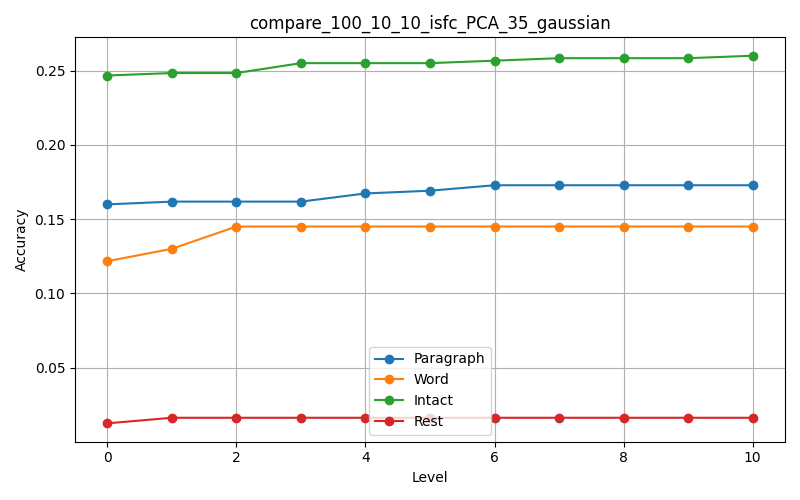 compare_100_10_10_isfc_PCA_35_gaussian
Accuracy
0.25
0.20
0.15
0.10
0.05
Paragraph
Word
Intact
Rest
0 2 4 6 8 10
Level